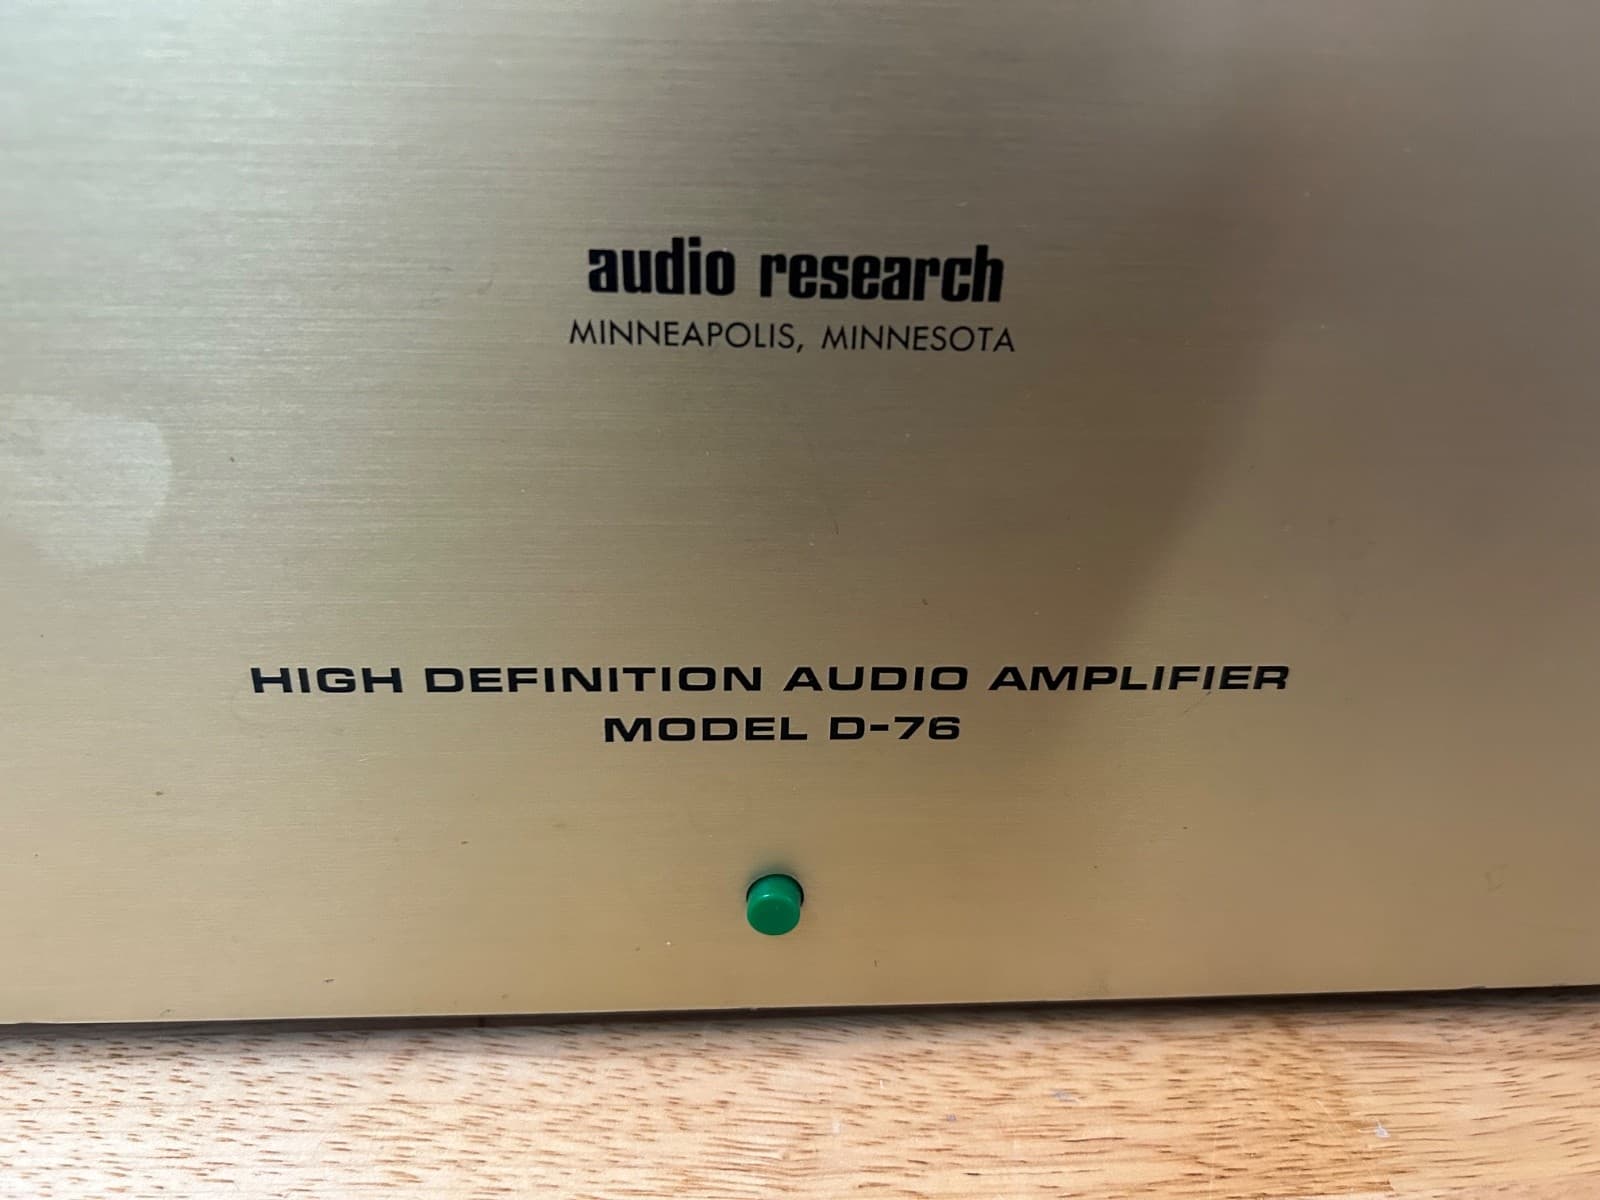 audio research
MINNEAPOLIS, MINNESOTA
HIGH DEFINITION AUDIO AMPLIFIER
MODEL D-76